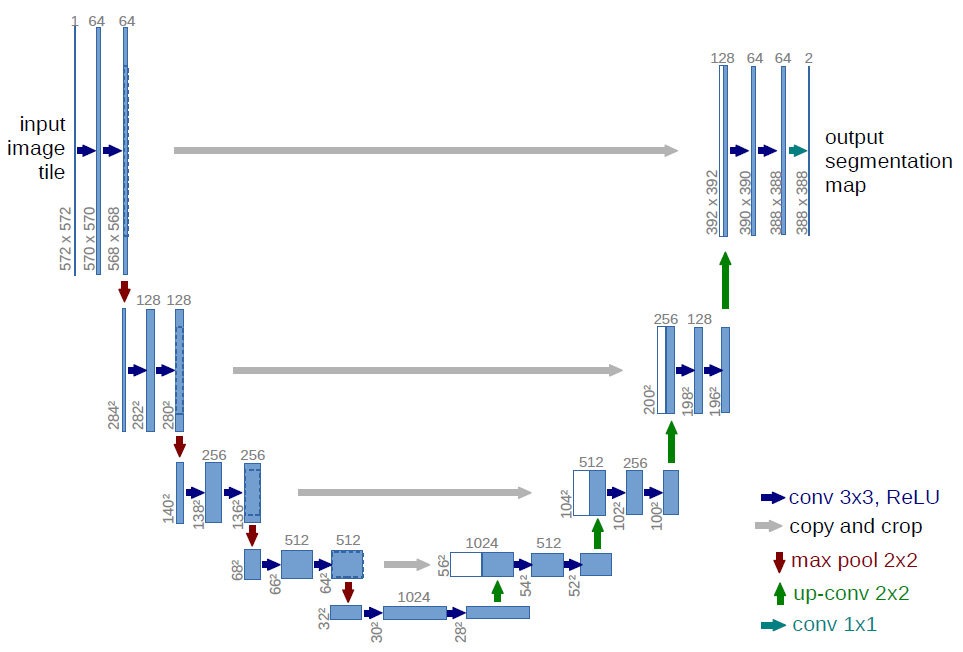 1 64 64
input
image
tile
572 x 572
570 x 570
568 x 568
128 64 64 2
392 x 392
390 x 390
388 x 388
388 x 388
output
segmentation
map
128 128
284²
282²
280²
256 128
200²
198²
196²
256 256
140²
138²
136²
512 256
104²
102²
100²
512 512
68²
66²
64²
1024 512
56²
54²
52²
1024
32²
30²
28²
conv 3x3, ReLU
copy and crop
max pool 2x2
up-conv 2x2
conv 1x1